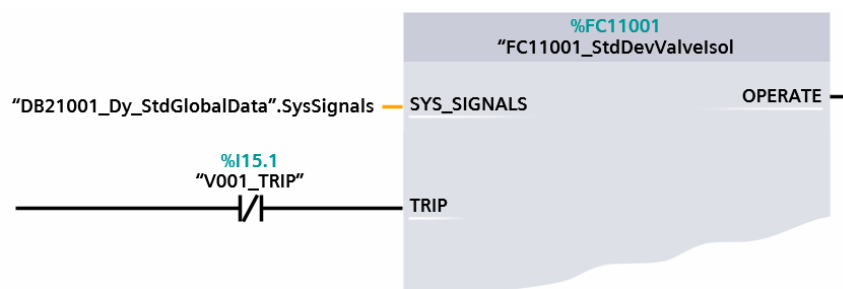 %FC11001
“FC11001_StdDevValveIsol
“DB21001_Dy_StdGlobalData”.SysSignals
SYS_SIGNALS
OPERATE
%I15.1
“V001_TRIP”
TRIP